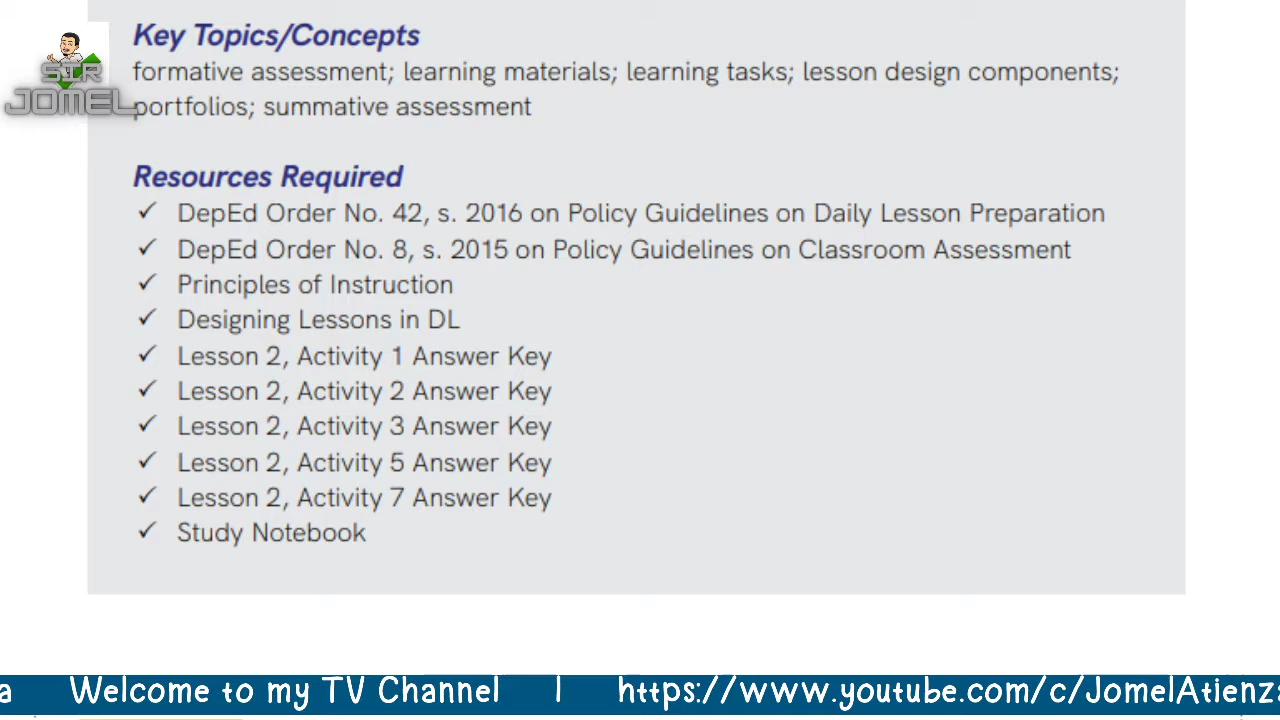 Key Topics/Concepts
formative assessment; learning materials; learning tasks; lesson design components;
portfolios; summative assessment
SIR
JOMEL
Resources Required
✓ DepEd Order No. 42, s. 2016 on Policy Guidelines on Daily Lesson Preparation
✓ DepEd Order No. 8, s. 2015 on Policy Guidelines on Classroom Assessment
✓ Principles of Instruction
✓ Designing Lessons in DL
✓ Lesson 2, Activity 1 Answer Key
✓ Lesson 2, Activity 2 Answer Key
✓ Lesson 2, Activity 3 Answer Key
✓ Lesson 2, Activity 5 Answer Key
✓ Lesson 2, Activity 7 Answer Key
✓ Study Notebook
a Welcome to my TV Channel | https://www.youtube.com/c/JomelAtienza